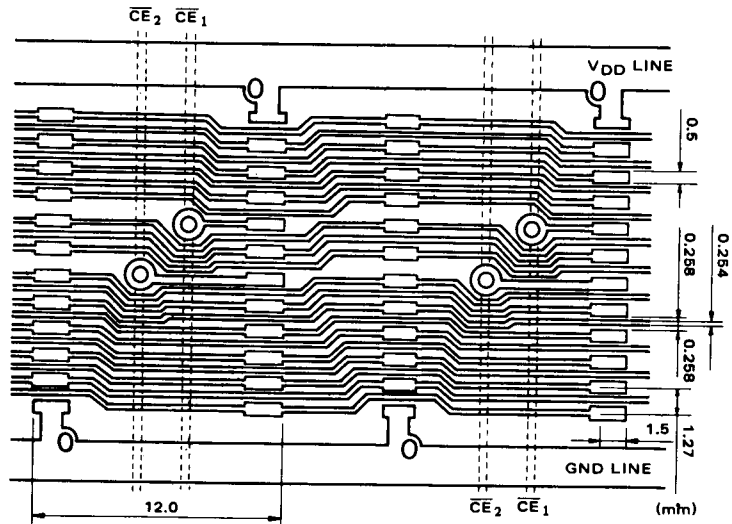 CE₂ CE₁
V_DD LINE
0.5
0.258
0.254
0.258
1.5
1.27
GND LINE
12.0
CE₂ CE₁
(mm)